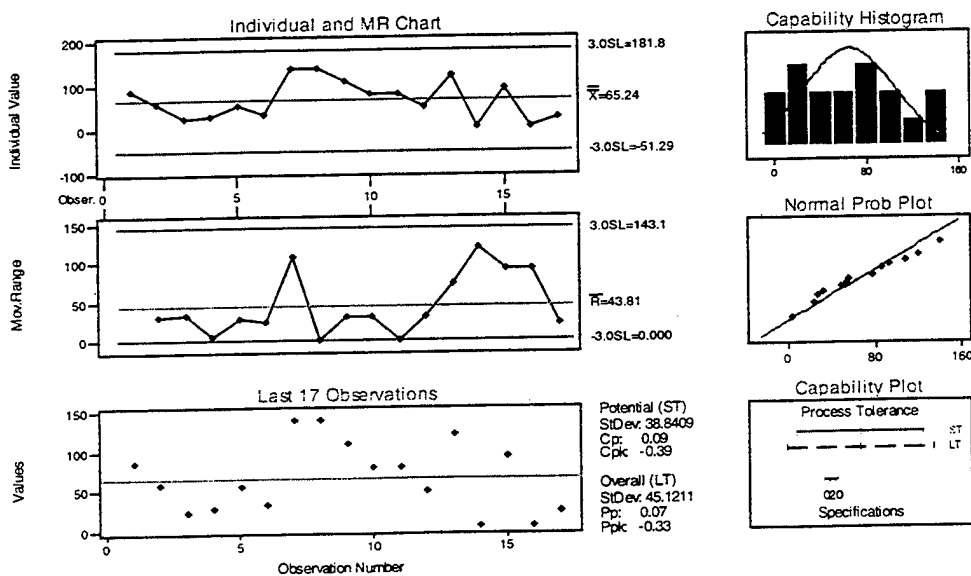 Individual and MR Chart
Individual Value
200
100
0
-100
3.0SL=181.8
X=65.24
-3.0SL=-51.29
Obser. 0
5
10
15
Mov.Range
150
100
50
0
3.0SL=143.1
R=43.81
-3.0SL=0.000
Last 17 Observations
Values
150
100
50
0
0
5
10
15
Observation Number
Potential (ST)
StDev: 38.8409
Cp: 0.09
Cpk: -0.39
Overall (LT)
StDev: 45.1211
Pp: 0.07
Ppk: -0.33
Capability Histogram
0
80
160
Normal Prob Plot
0
80
160
Capability Plot
Process Tolerance
ST
LT
020
Specifications